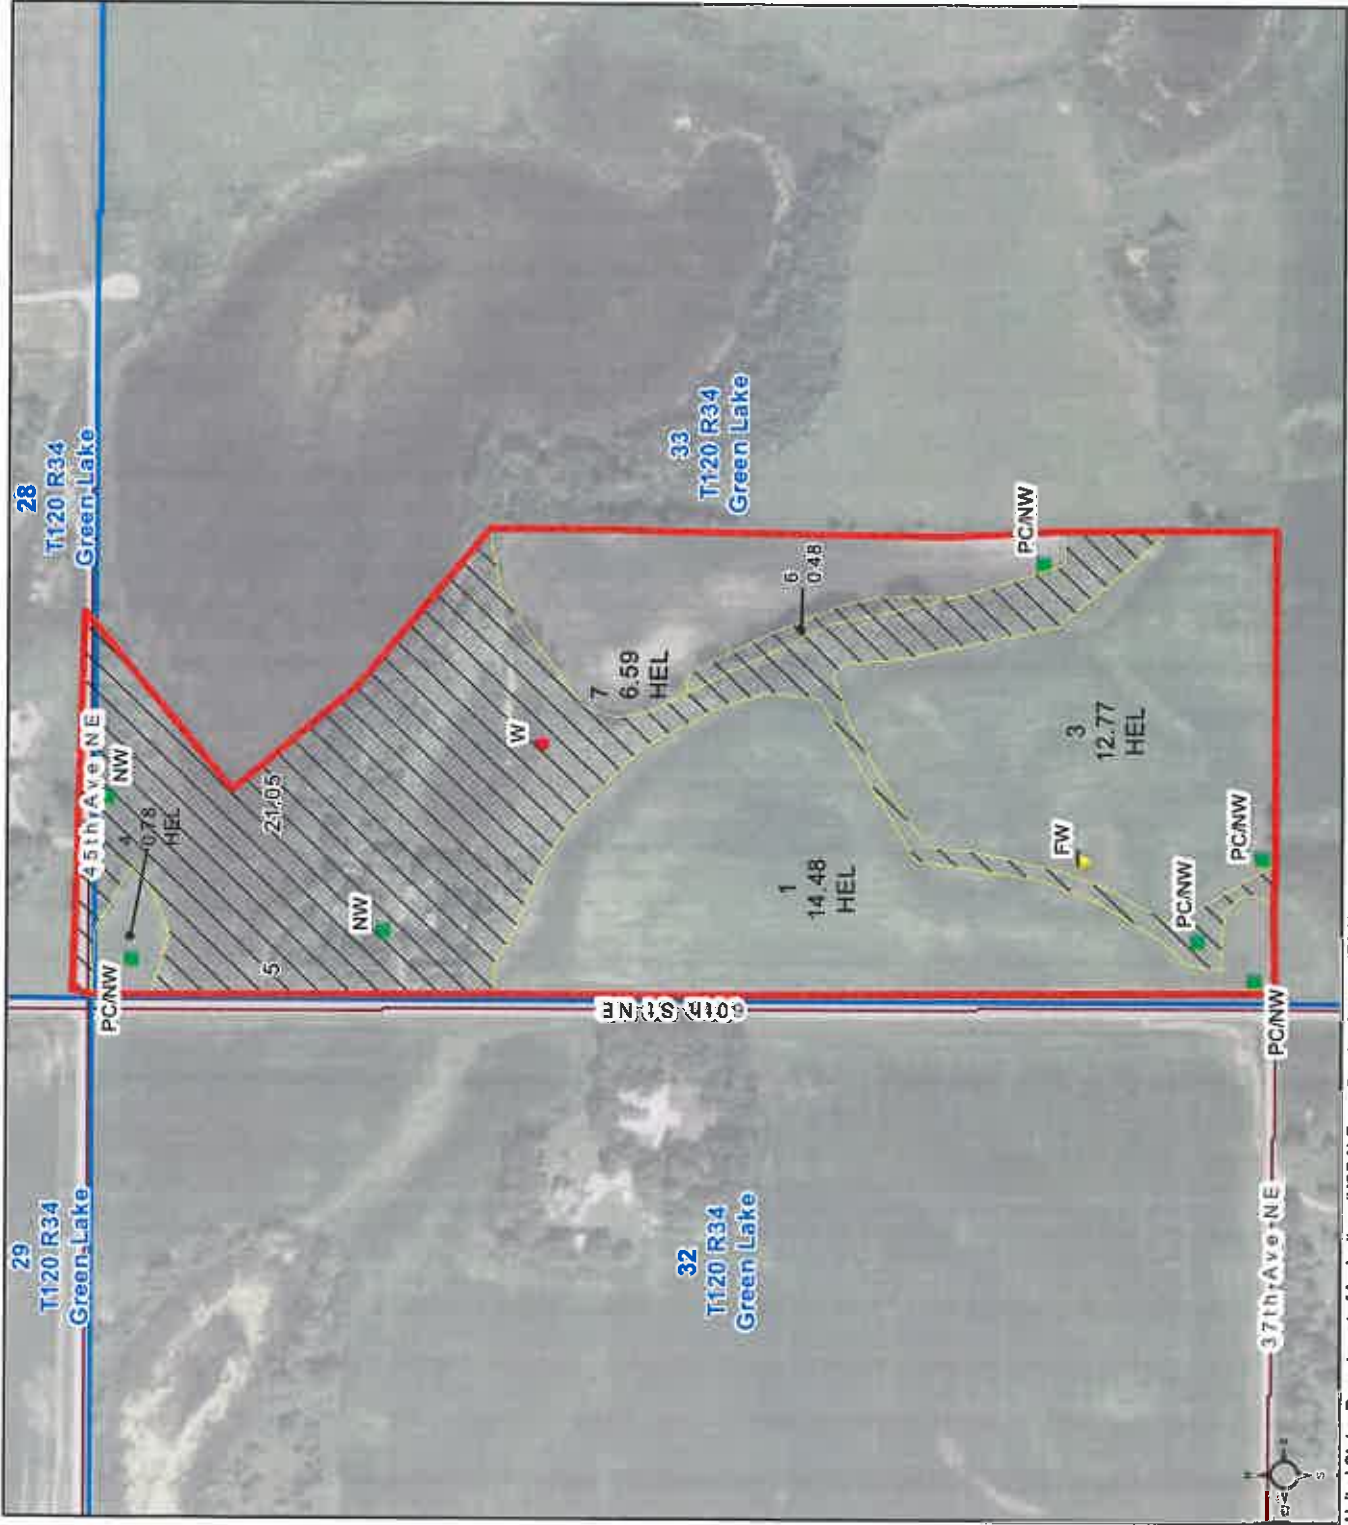 28
T120 R34
Green Lake
29
T120 R34
Green Lake
45th Ave NE
NW
4
0.78
HEL
PC/NW
21.05
NW
5
W
7
6.59
HEL
33
T120 R34
Green Lake
6
0.48
PC/NW
60th St NE
1
14.48
HEL
3
12.77
HEL
FW
PC/NW
PC/NW
PC/NW
32
T120 R34
Green Lake
37th Ave NE
S